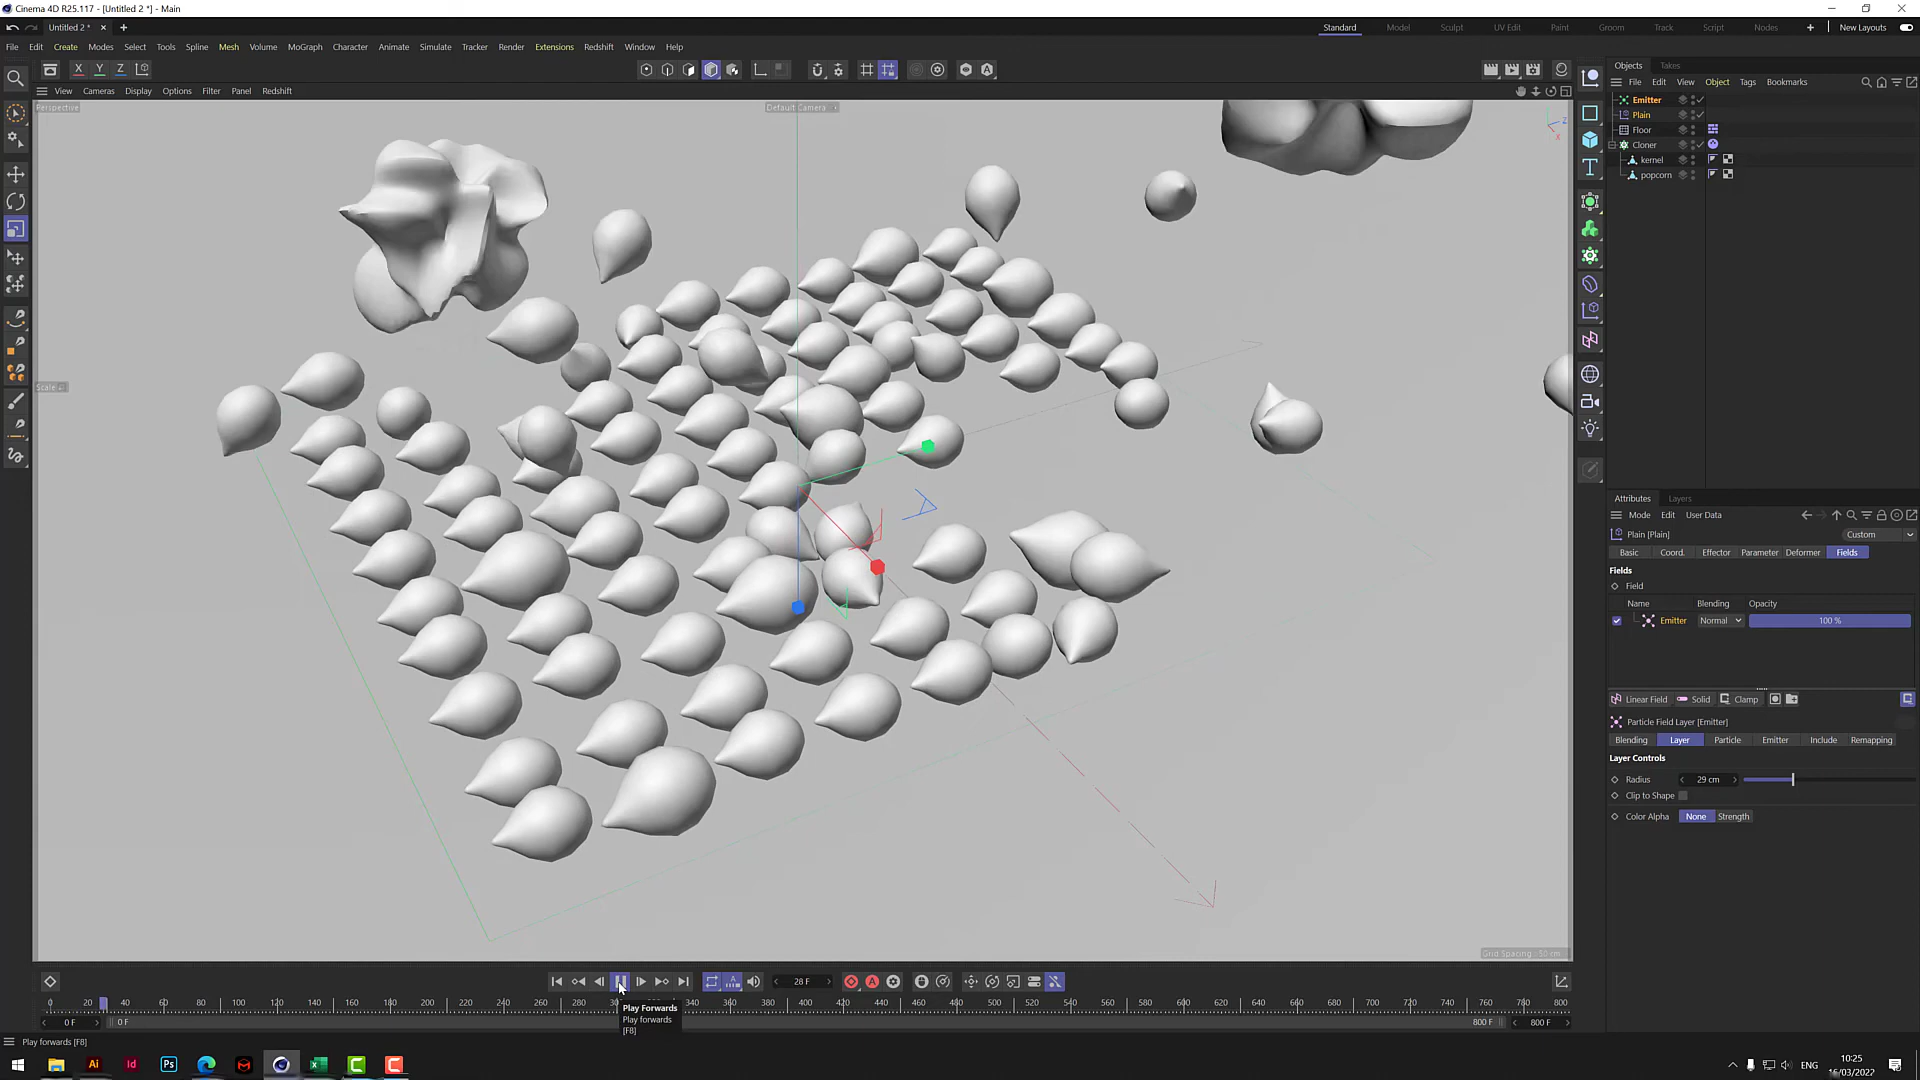 Cinema 4D R25.117 - [Untitled 2 *] - Main
Untitled 2 *
Standard Model Sculpt UV Edit Paint Groom Track Script Nodes New Layouts
File Edit Create Modes Select Tools Spline Mesh Volume MoGraph Character Animate Simulate Tracker Render Extensions Redshift Window Help
X Y Z
View Cameras Display Options Filter Panel Redshift
Perspective
Default Camera
Scale
Grid Spacing : 50 cm
Objects Takes
File Edit View Object Tags Bookmarks
Emitter
Plain
Floor
Cloner
kernel
popcorn
Attributes Layers
Mode Edit User Data
Plain [Plain] Custom
Basic Coord. Effector Parameter Deformer Fields
Fields
Field
Name Blending Opacity
Emitter Normal 100 %
Linear Field Solid Clamp
Particle Field Layer [Emitter]
Blending Layer Particle Emitter Include Remapping
Layer Controls
Radius 29 cm
Clip to Shape
Color Alpha None Strength
28 F
0 20 40 60 80 100 120 140 160 180 200 220 240 260 280 300 340 360 380 400 420 440 460 480 500 520 540 560 580 600 620 640 660 680 700 720 740 760 780 800
0 F 0 F 800 F 800 F
Play Forwards
Play forwards
[F8]
Play forwards [F8]
Ai Id Ps
ENG
10:25
16/03/2022